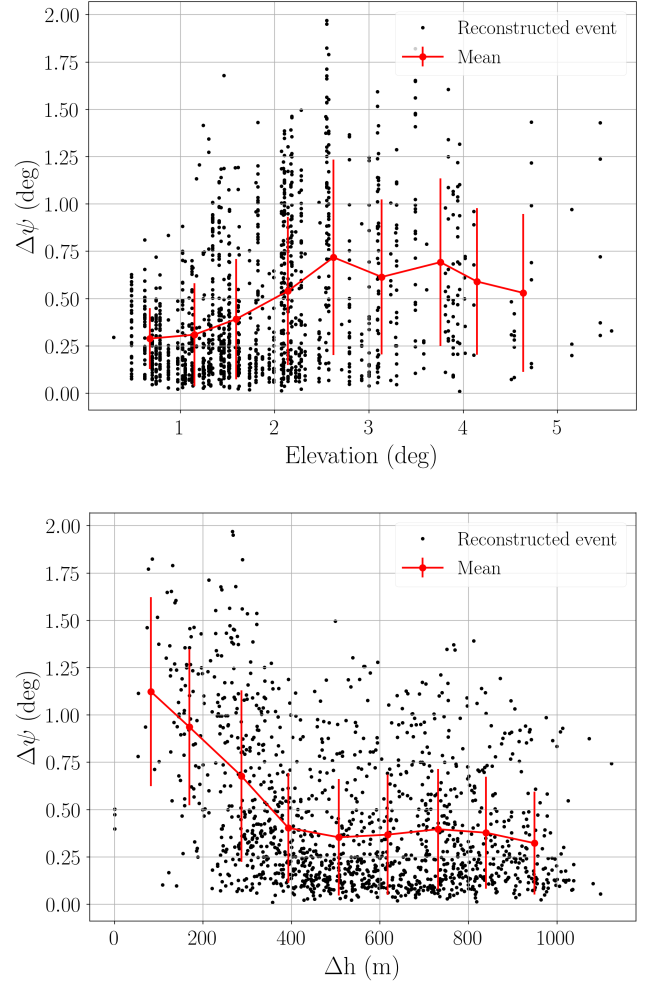 2.00
1.75
1.50
1.25
1.00
0.75
0.50
0.25
0.00
Δψ (deg)
Reconstructed event
Mean
1 2 3 4 5
Elevation (deg)
2.00
1.75
1.50
1.25
1.00
0.75
0.50
0.25
0.00
Δψ (deg)
Reconstructed event
Mean
0 200 400 600 800 1000
Δh (m)